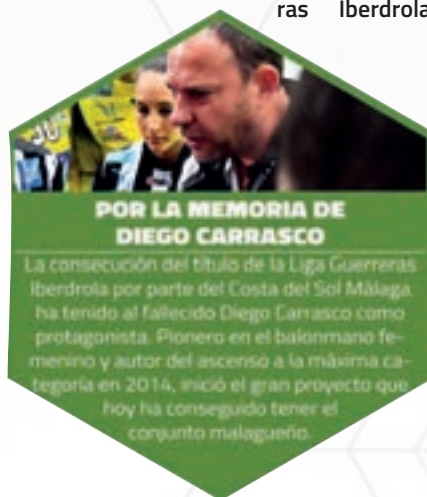 ras Iberdrola
JU
POR LA MEMORIA DE
DIEGO CARRASCO
La consecución del título de la Liga Guerreras
Iberdrola por parte del Costa del Sol Málaga
ha tenido al fallecido Diego Carrasco como
protagonista. Pionero en el balonmano fe-
menino y autor del ascenso a la máxima ca-
tegoría en 2014, inició el gran proyecto que
hoy ha conseguido tener el
conjunto malagueño.